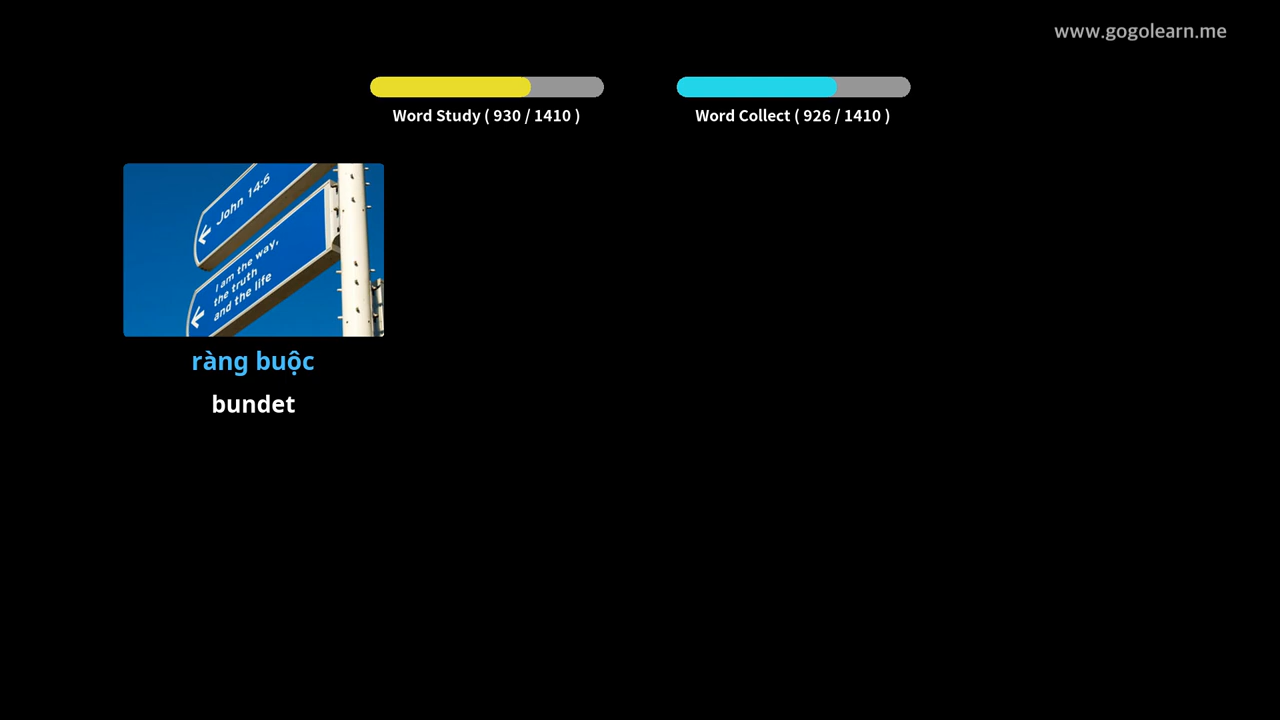 www.gogolearn.me
Word Study ( 930 / 1410 )
Word Collect ( 926 / 1410 )
John 14:6
I am the way,
the truth
and the life
ràng buộc
bundet